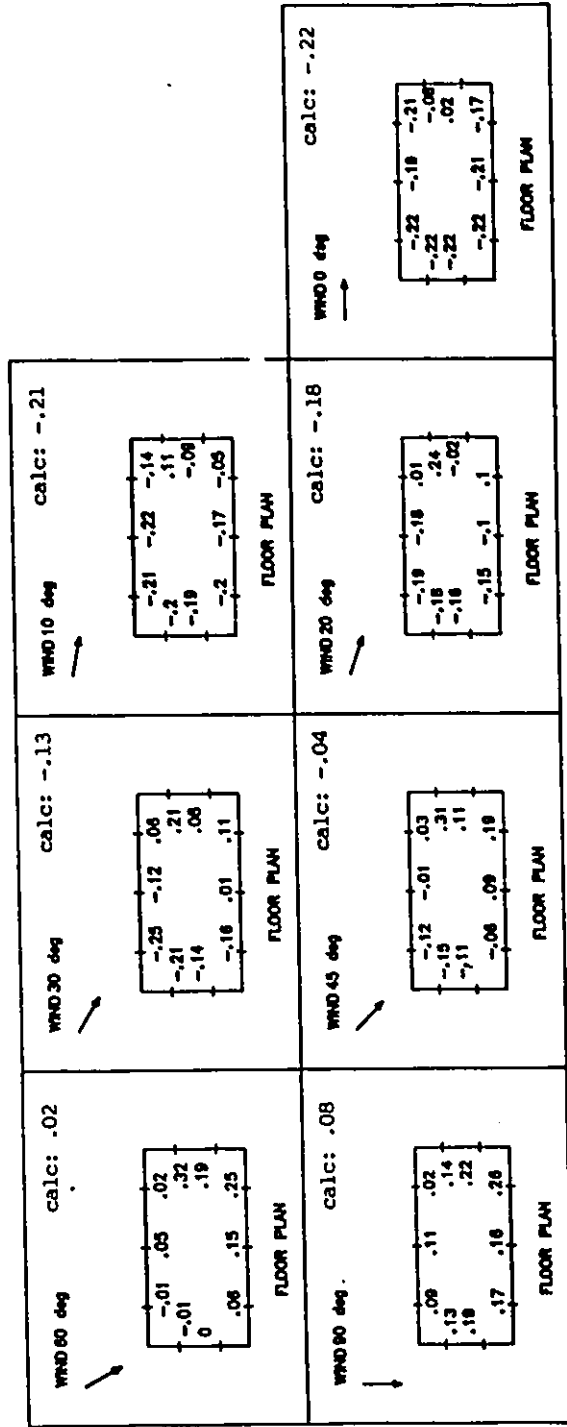 WIND 60 deg calc: .02
-.01 .05 .02
-.01 .32
0 .19
.06 .15 .25
FLOOR PLAN
WIND 30 deg calc: -.13
-.25 -.12 .06
-.21 .21
-.14 .08
-.16 .01 .11
FLOOR PLAN
WIND 10 deg calc: -.21
-.21 -.22 -.14
-.2 .11
-.19 -.09
-.2 -.17 -.05
FLOOR PLAN
WIND 90 deg. calc: .08
.09 .11 .02
.13 .14
.19 .22
.17 .16 .26
FLOOR PLAN
WIND 45 deg calc: -.04
-.12 -.01 .03
-.15 .31
-.11 .11
-.06 .09 .19
FLOOR PLAN
WIND 20 deg calc: -.18
-.19 -.18 .01
-.18 .24
-.16 -.02
-.15 -.1 .1
FLOOR PLAN
WIND 0 deg calc: -.22
-.22 -.19 -.21
-.22 -.08
-.22 .02
-.22 -.21 -.17
FLOOR PLAN